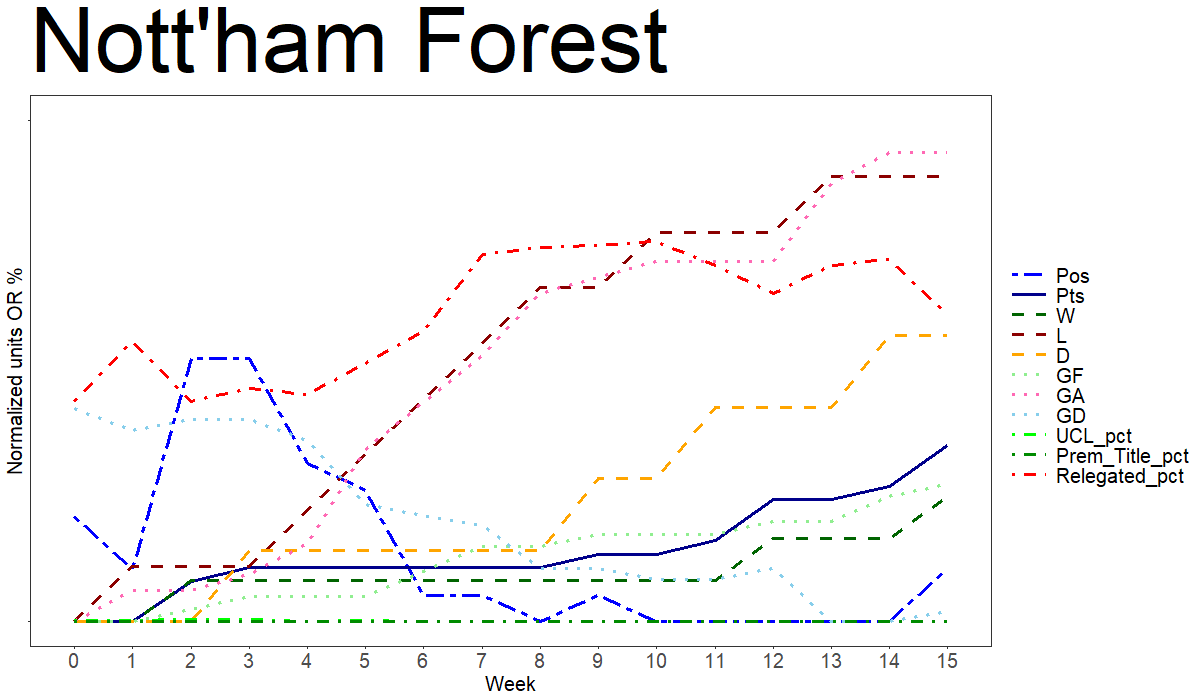 Nott'ham Forest
Normalized units OR %
Pos
Pts
W
L
D
GF
GA
GD
UCL_pct
Prem_Title_pct
Relegated_pct
0 1 2 3 4 5 6 7 8 9 10 11 12 13 14 15
Week